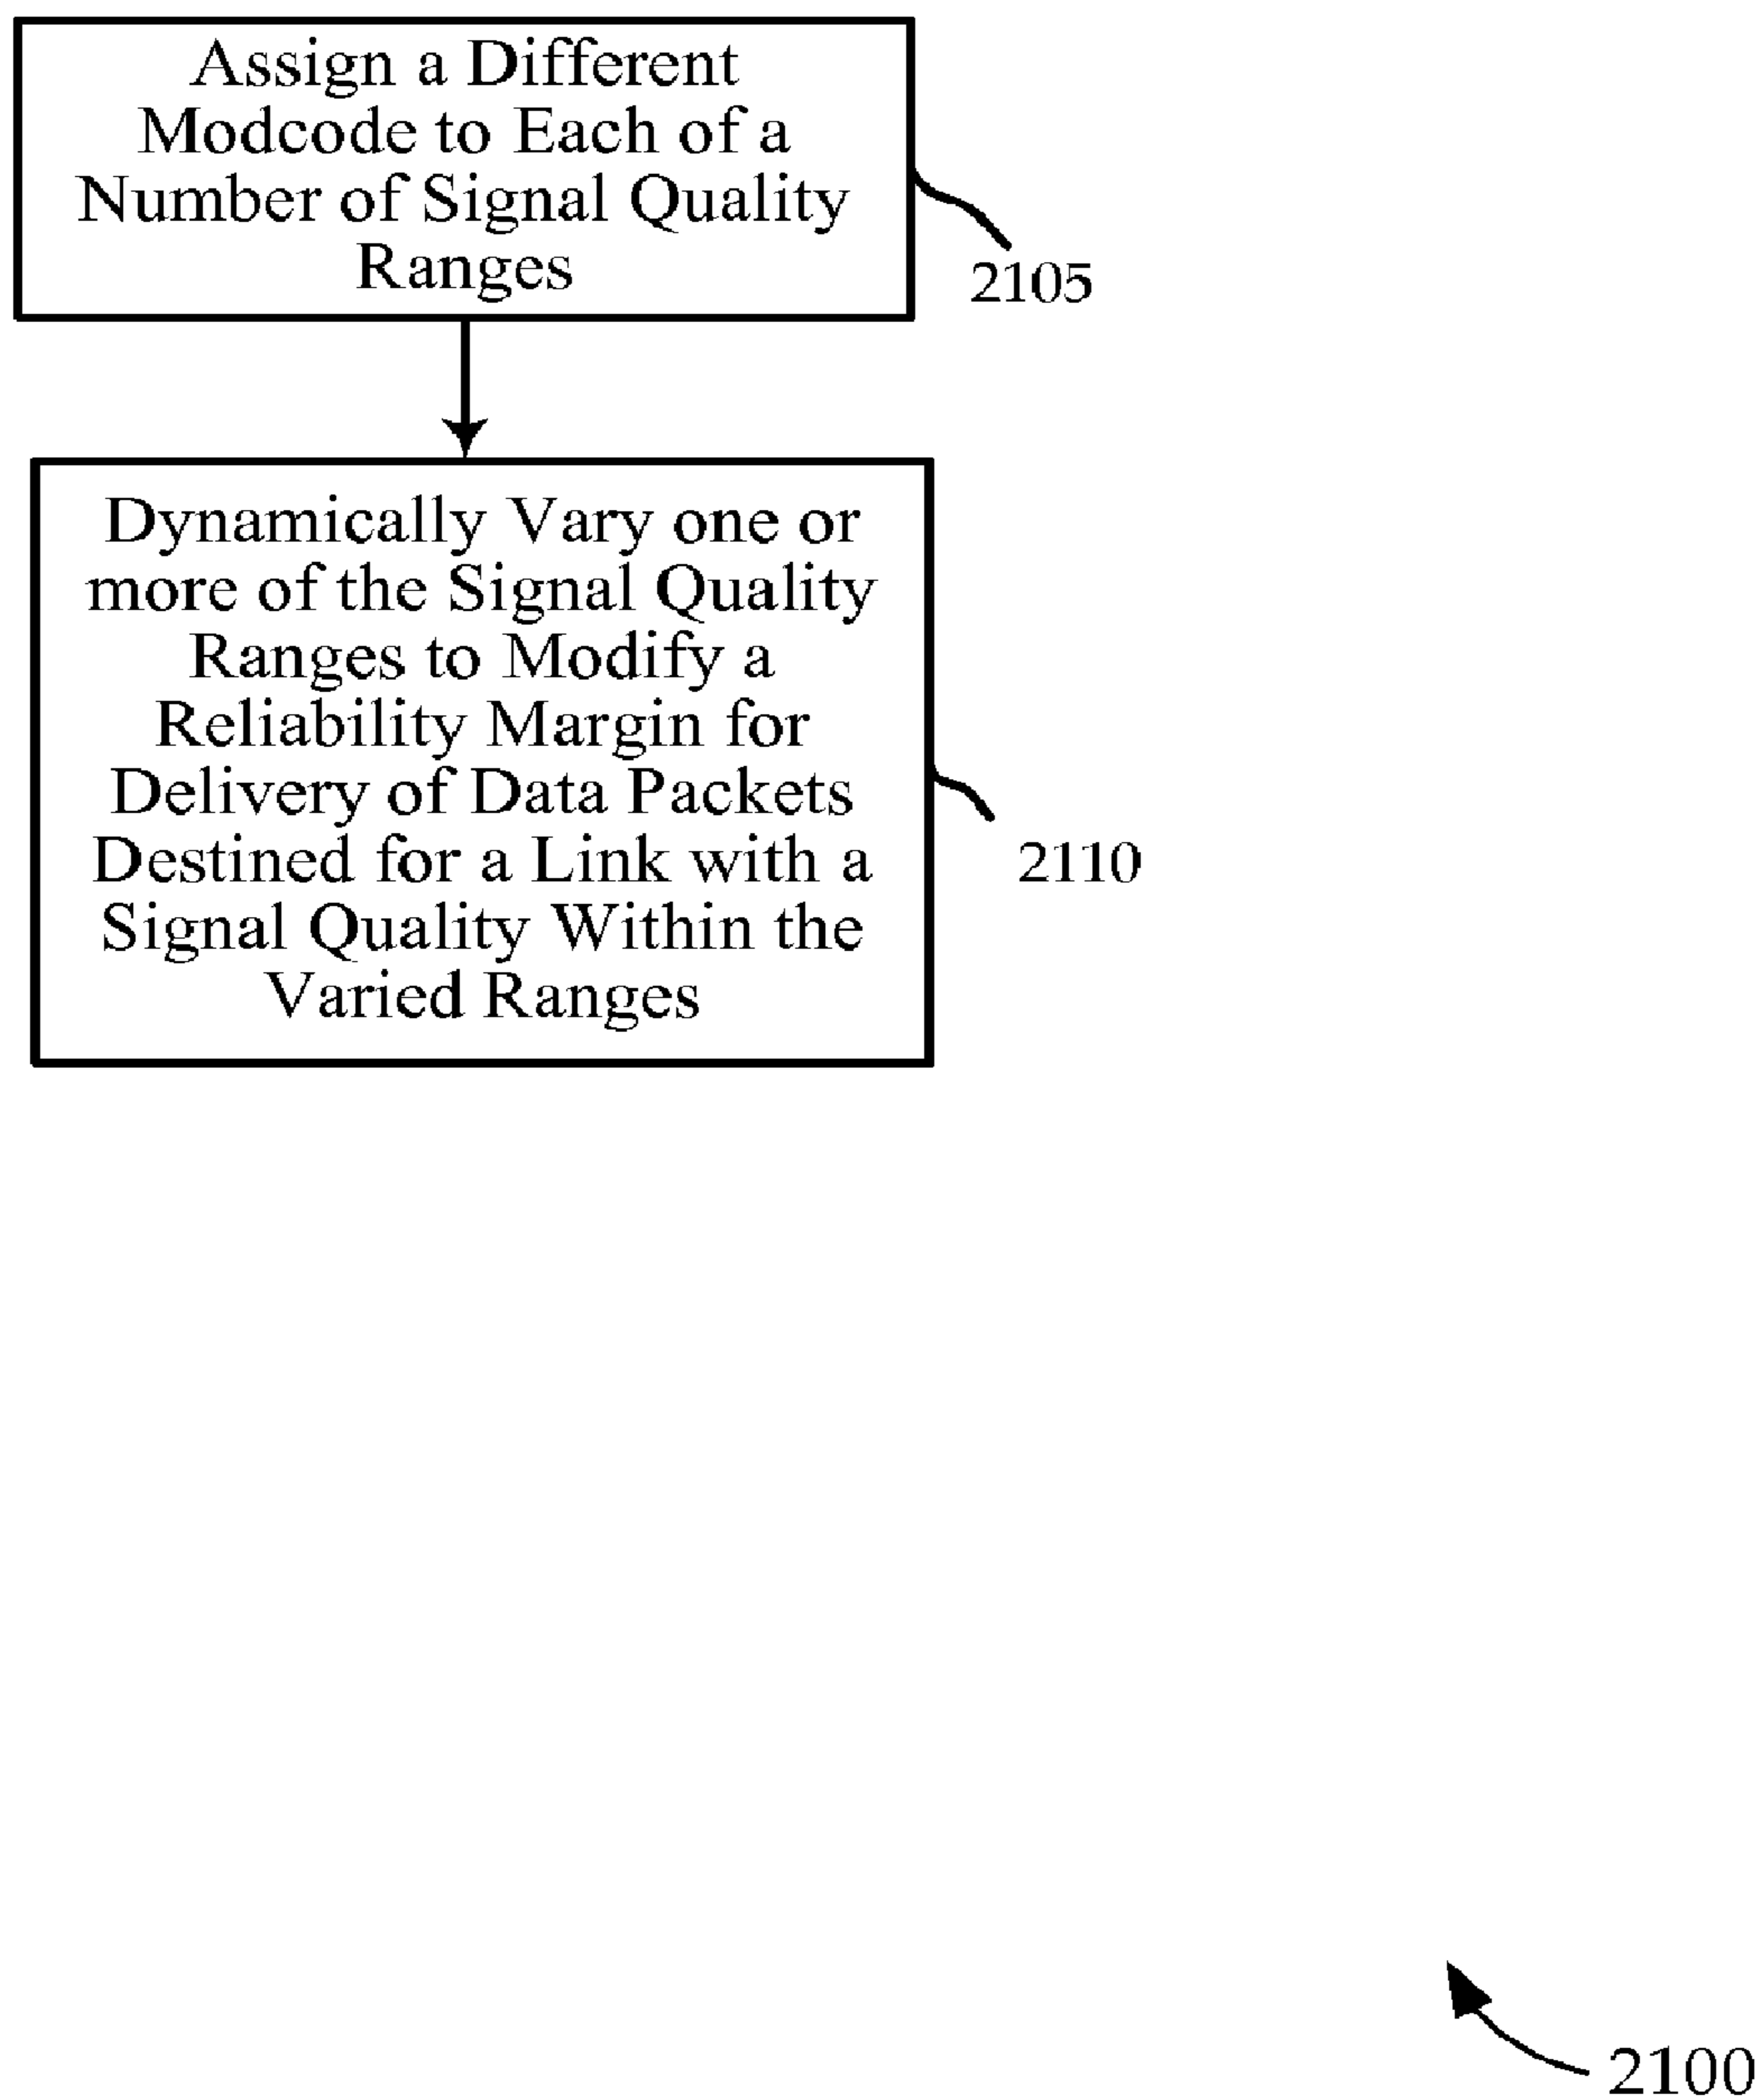 Assign a Different
Modcode to Each of a
Number of Signal Quality
Ranges
2105
Dynamically Vary one or
more of the Signal Quality
Ranges to Modify a
Reliability Margin for
Delivery of Data Packets
Destined for a Link with a
Signal Quality Within the
Varied Ranges
2110
2100